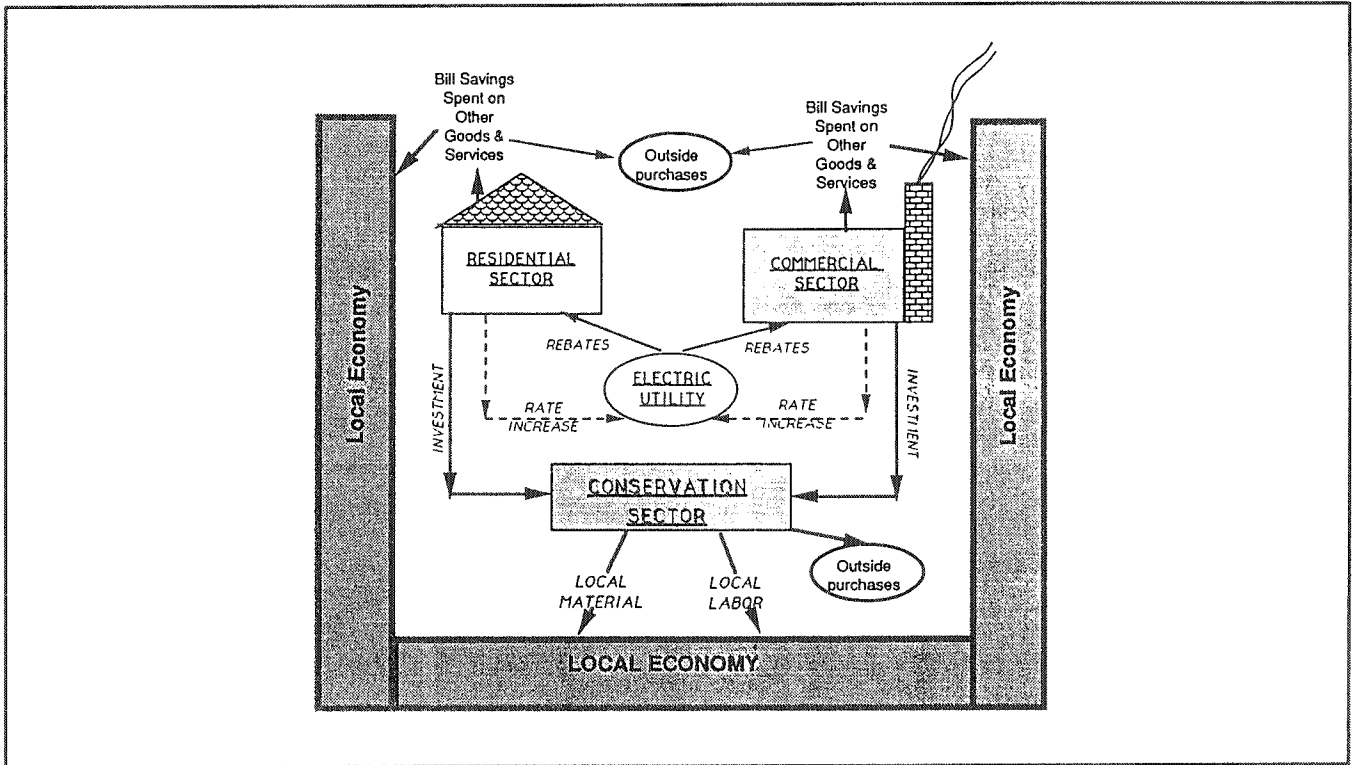 Bill Savings
Spent on
Other
Goods &
Services
Bill Savings
Spent on
Other
Goods &
Services
Outside
purchases
RESIDENTIAL
SECTOR
COMMERCIAL
SECTOR
Local Economy
Local Economy
REBATES
REBATES
ELECTRIC
UTILITY
RATE
INCREASE
RATE
INCREASE
INVESTMENT
INVESTMENT
CONSERVATION
SECTOR
Outside
purchases
LOCAL
MATERIAL
LOCAL
LABOR
LOCAL ECONOMY